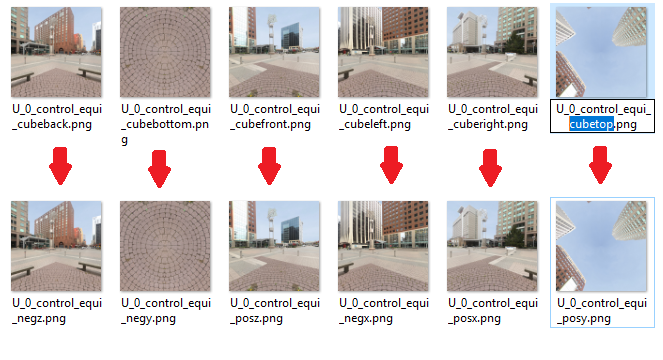 U_0_control_equi
_cubeback.png
U_0_control_equi
_cubebottom.pn
g
U_0_control_equi
_cubefront.png
U_0_control_equi
_cubeleft.png
U_0_control_equi
_cuberight.png
U_0_control_equi_
cubetop.png
U_0_control_equi
_negz.png
U_0_control_equi
_negy.png
U_0_control_equi
_posz.png
U_0_control_equi
_negx.png
U_0_control_equi
_posx.png
U_0_control_equi
_posy.png